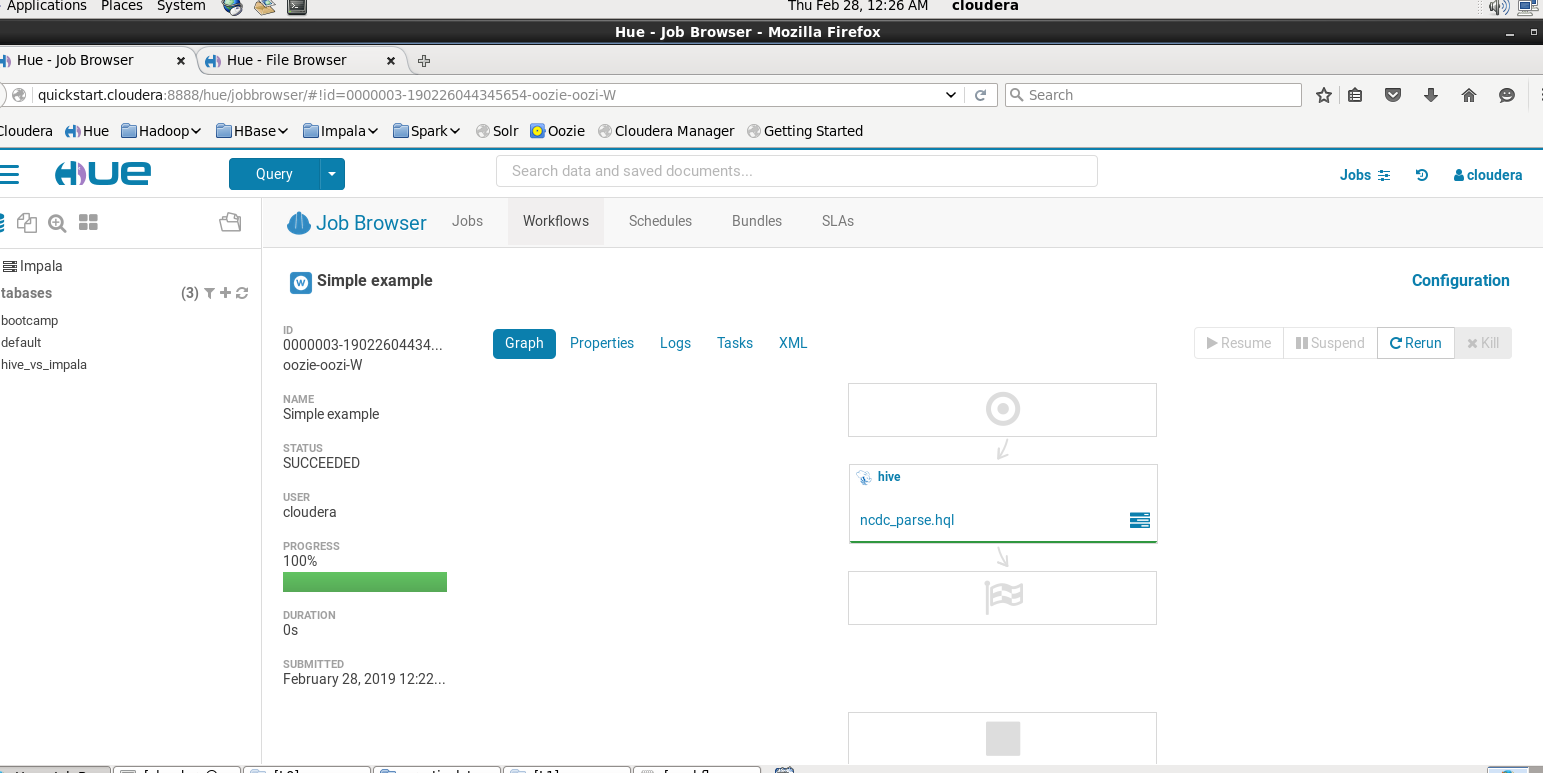 Applications Places System Thu Feb 28, 12:26 AM cloudera
Hue - Job Browser - Mozilla Firefox
Hue - Job Browser Hue - File Browser
quickstart.cloudera:8888/hue/jobbrowser/#!id=0000003-190226044345654-oozie-oozi-W Search
Cloudera Hue Hadoop HBase Impala Spark Solr Oozie Cloudera Manager Getting Started
HUE Query Search data and saved documents... Jobs cloudera
Job Browser Jobs Workflows Schedules Bundles SLAs
Impala
tabases (3)
bootcamp
default
hive_vs_impala
Simple example Configuration
ID
0000003-19022604434...
oozie-oozi-W
NAME
Simple example
STATUS
SUCCEEDED
USER
cloudera
PROGRESS
100%
DURATION
0s
SUBMITTED
February 28, 2019 12:22...
Graph Properties Logs Tasks XML Resume Suspend Rerun Kill
W
hive
ncdc_parse.hql